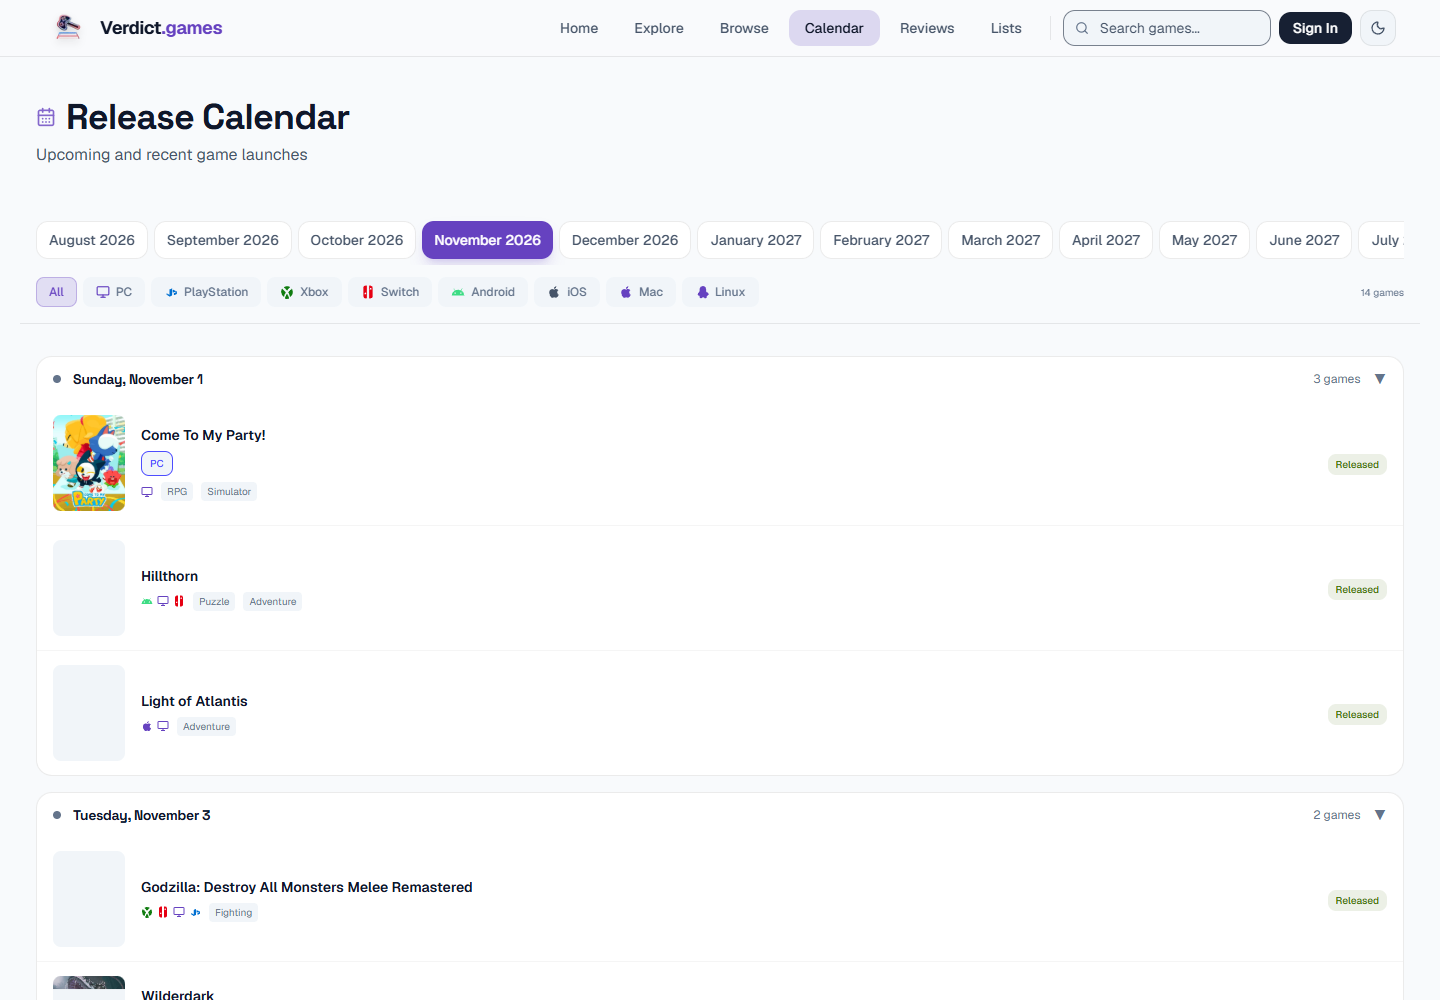 Verdict.games
Home
Explore
Browse
Calendar
Reviews
Lists
Search games...
Sign In
Release Calendar
Upcoming and recent game launches
August 2026
September 2026
October 2026
November 2026
December 2026
January 2027
February 2027
March 2027
April 2027
May 2027
June 2027
July
All
PC
PlayStation
Xbox
Switch
Android
iOS
Mac
Linux
14 games
Sunday, November 1
3 games
Come To My Party!
PC
RPG
Simulator
Released
PARTY
Hillthorn
Puzzle
Adventure
Released
Light of Atlantis
Adventure
Released
Tuesday, November 3
2 games
Godzilla: Destroy All Monsters Melee Remastered
Fighting
Released
Wilderdark